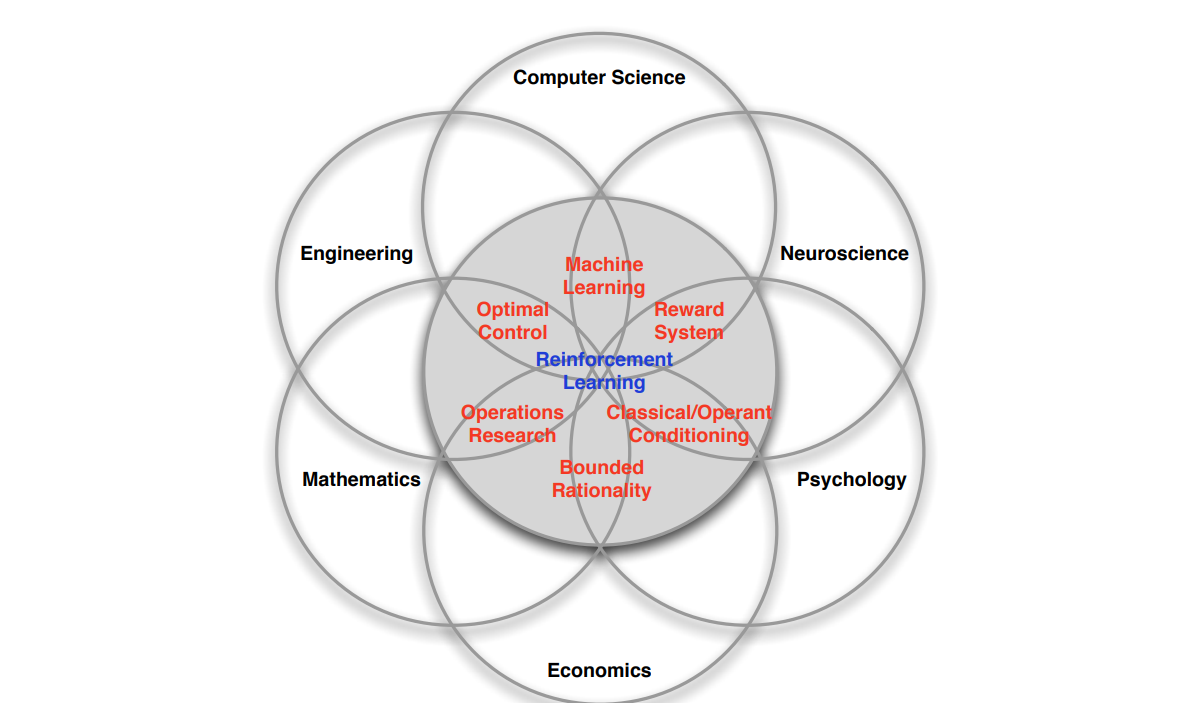 Computer Science
Engineering
Neuroscience
Machine
Learning
Optimal
Control
Reward
System
Reinforcement
Learning
Operations
Research
Classical/Operant
Conditioning
Bounded
Rationality
Mathematics
Psychology
Economics